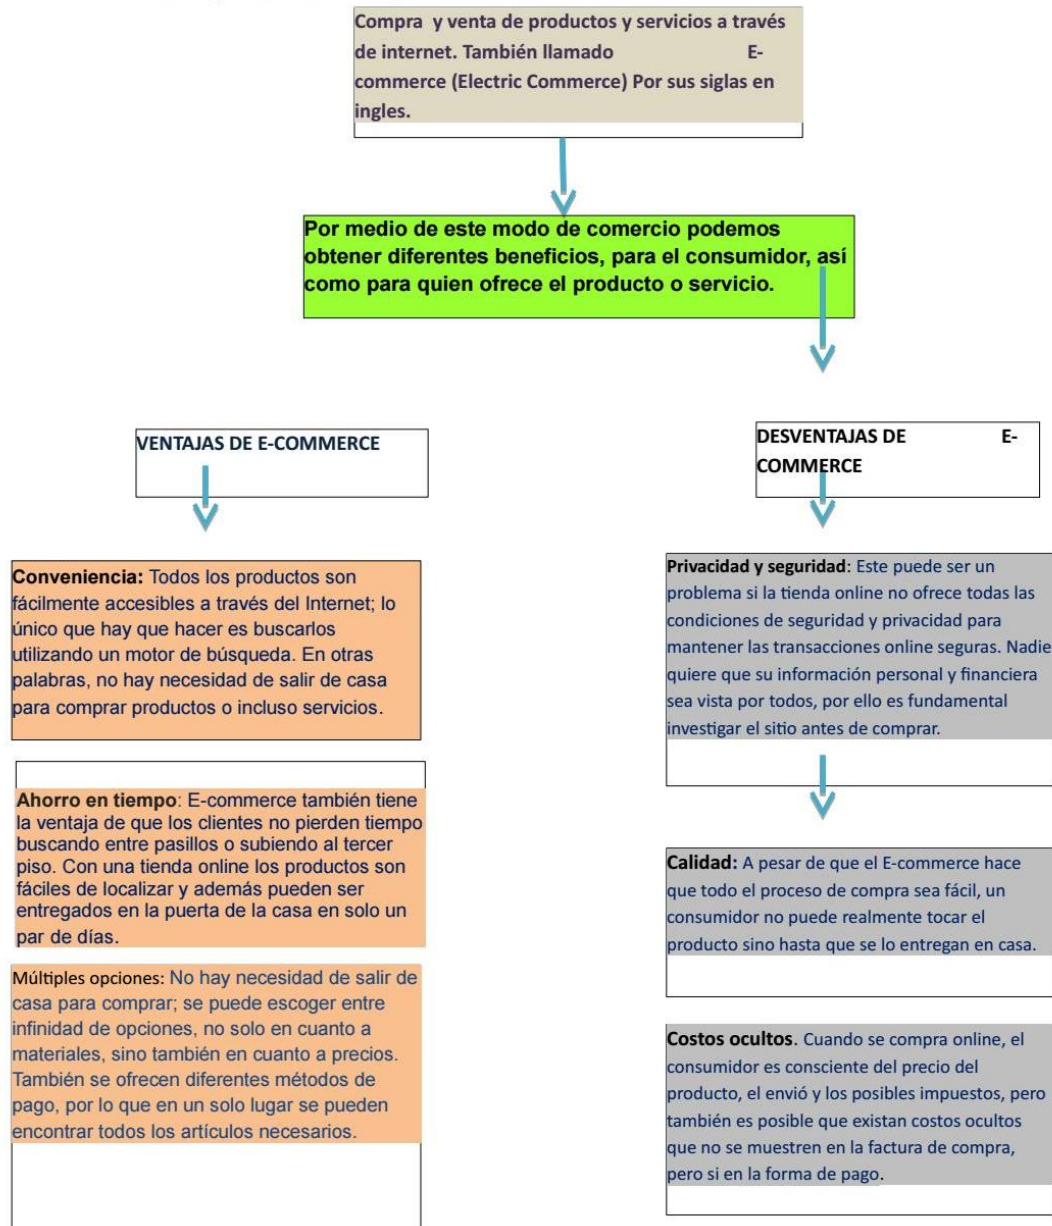 Compra y venta de productos y servicios a través
de internet. También llamado E-
commerce (Electric Commerce) Por sus siglas en
ingles.
Por medio de este modo de comercio podemos
obtener diferentes beneficios, para el consumidor, así
como para quien ofrece el producto o servicio.
VENTAJAS DE E-COMMERCE
Conveniencia: Todos los productos son
fácilmente accesibles a través del Internet; lo
único que hay que hacer es buscarlos
utilizando un motor de búsqueda. En otras
palabras, no hay necesidad de salir de casa
para comprar productos o incluso servicios.
Ahorro en tiempo: E-commerce también tiene
la ventaja de que los clientes no pierden tiempo
buscando entre pasillos o subiendo al tercer
piso. Con una tienda online los productos son
fáciles de localizar y además pueden ser
entregados en la puerta de la casa en solo un
par de días.
Múltiples opciones: No hay necesidad de salir de
casa para comprar; se puede escoger entre
infinidad de opciones, no solo en cuanto a
materiales, sino también en cuanto a precios.
También se ofrecen diferentes métodos de
pago, por lo que en un solo lugar se pueden
encontrar todos los artículos necesarios.
DESVENTAJAS DE E-
COMMERCE
Privacidad y seguridad: Este puede ser un
problema si la tienda online no ofrece todas las
condiciones de seguridad y privacidad para
mantener las transacciones online seguras. Nadie
quiere que su información personal y financiera
sea vista por todos, por ello es fundamental
investigar el sitio antes de comprar.
Calidad: A pesar de que el E-commerce hace
que todo el proceso de compra sea fácil, un
consumidor no puede realmente tocar el
producto sino hasta que se lo entregan en casa.
Costos ocultos. Cuando se compra online, el
consumidor es consciente del precio del
producto, el envió y los posibles impuestos, pero
también es posible que existan costos ocultos
que no se muestren en la factura de compra,
pero si en la forma de pago.